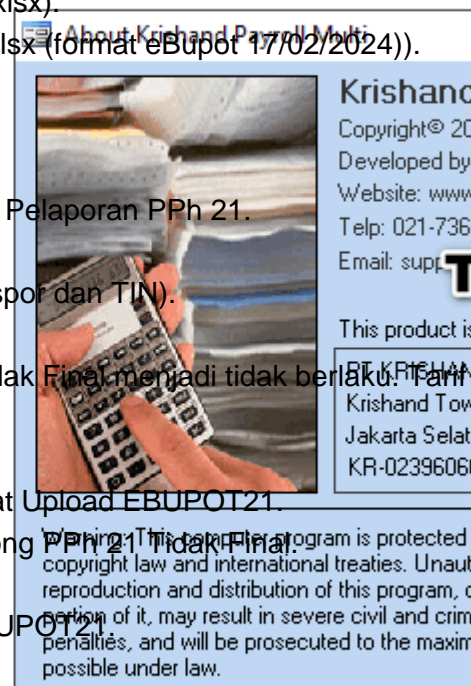 xlsx).
About Krishand Payroll Multi
lsx (format eBupot 17/02/2024)).
Krishand
Copyright© 20
Developed by
Website: www
Pelaporan PPh 21.
Telp: 021-736
Email: supp
T
spor dan TIN).
This product is
lak Final menjadi tidak berlaku. Tarif
PT KRISHAN
Krishand Tow
Jakarta Selat
KR-0239606
at Upload EBUPOT21.
ong PPh 21 Tidak Final.
Warning: This computer program is protected
copyright law and international treaties. Unaut
reproduction and distribution of this program, o
UPOT21.
portion of it, may result in severe civil and crim
penalties, and will be prosecuted to the maxim
possible under law.